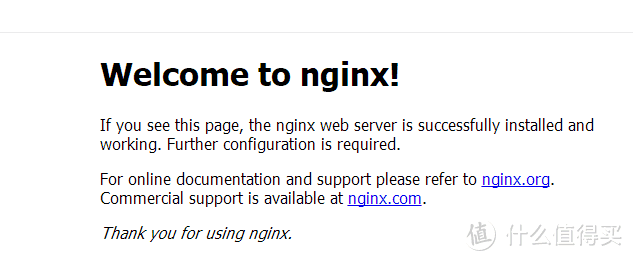 Welcome to nginx!
If you see this page, the nginx web server is successfully installed and
working. Further configuration is required.
For online documentation and support please refer to nginx.org.
Commercial support is available at nginx.com.
Thank you for using nginx.
值 什么值得买